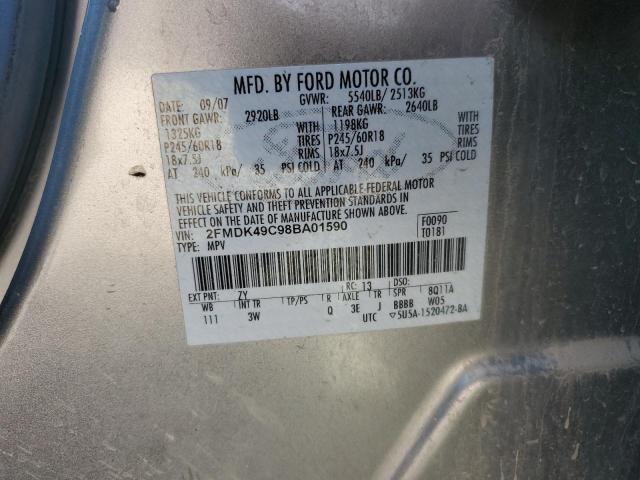 MFD. BY FORD MOTOR CO.
DATE: 09/07 GVWR: 5540LB/ 2513KG
FRONT GAWR: 2920LB REAR GAWR: 2640LB
1325KG WITH 1198KG WITH
P245/60R18 TIRES P245/60R18 TIRES
18x7.5J RIMS 18x7.5J RIMS
AT 240 kPa/ 35 PSI COLD AT 240 kPa/ 35 PSI COLD
THIS VEHICLE CONFORMS TO ALL APPLICABLE FEDERAL MOTOR
VEHICLE SAFETY AND THEFT PREVENTION STANDARDS IN
EFFECT ON THE DATE OF MANUFACTURE SHOWN ABOVE.
VIN: 2FMDK49C98BA01590 F0090
TYPE: MPV T0181
EXT PNT: ZY RC: 13 DSO:
WB INT TR TP/PS R AXLE TR SPR 8Q11A
111 3W Q 3E J BBBB W05
UTC ▽5U5A-1520472-BA